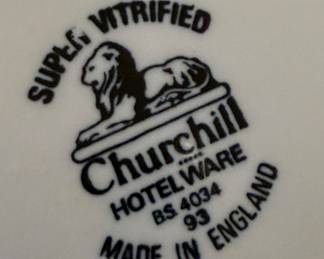 SUPER VITRIFIED
Churchill
HOTEL WARE
BS. 4034
93
MADE IN ENGLAND